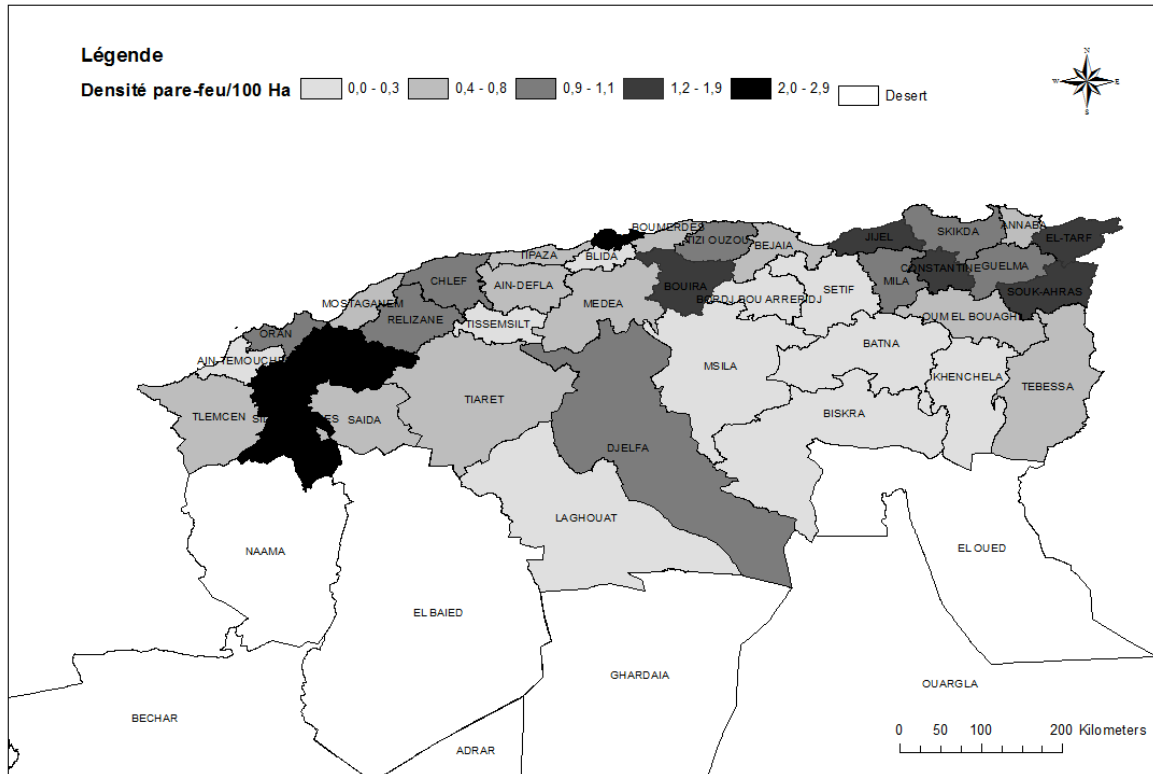 Légende
N
W
E
S
Densité pare-feu/100 Ha
0,0 - 0,3
0,4 - 0,8
0,9 - 1,1
1,2 - 1,9
2,0 - 2,9
Desert
BOUMERDES
TIZI OUZOU
BEJAIA
JIJEL
SKIKDA
ANNABA
EL-TARF
TIPAZA
BLIDA
CONSTANTINE
GUELMA
CHLEF
AIN-DEFLA
MEDEA
BOUIRA
BORDJ BOU ARRERIDJ
SETIF
MILA
SOUK-AHRAS
MOSTAGANEM
RELIZANE
TISSEMSILT
OUM EL BOUAGHI
ORAN
AIN-TEMOUCHE
BATNA
MSILA
KHENCHELA
TEBESSA
TLEMCEN
SAIDA
TIARET
BISKRA
DJELFA
LAGHOUAT
NAAMA
EL OUED
EL BAIED
GHARDAIA
OUARGLA
BECHAR
ADRAR
0 50 100 200 Kilometers